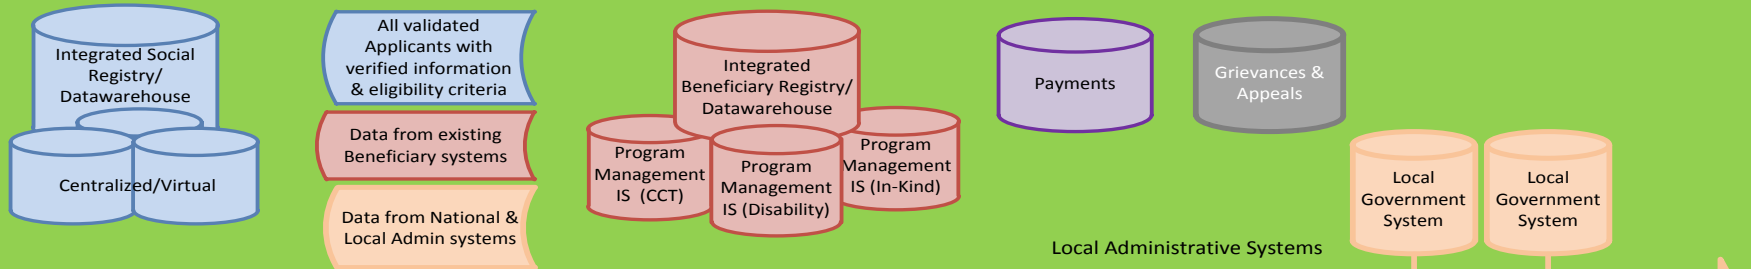 Integrated Social
Registry/
Datawarehouse
Centralized/Virtual
All validated
Applicants with
verified information
& eligibility criteria
Data from existing
Beneficiary systems
Data from National &
Local Admin systems
Integrated
Beneficiary Registry/
Datawarehouse
Program
Management
IS (CCT)
Program
Management
IS (Disability)
Program
Management
IS (In-Kind)
Payments
Grievances &
Appeals
Local
Government
System
Local
Government
System
Local Administrative Systems